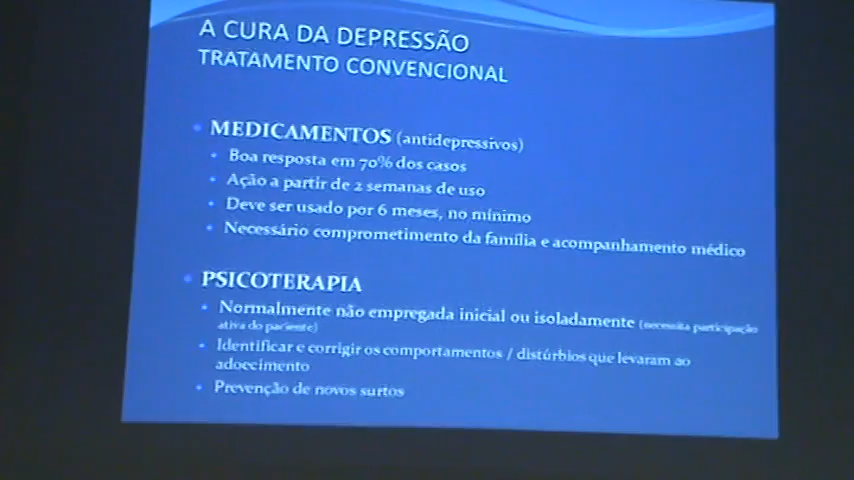 A CURA DA DEPRESSÃO
TRATAMENTO CONVENCIONAL
• MEDICAMENTOS (antidepressivos)
• Boa resposta em 70% dos casos
• Ação a partir de 2 semanas de uso
• Deve ser usado por 6 meses, no mínimo
• Necessário comprometimento da família e acompanhamento médico
• PSICOTERAPIA
• Normalmente não empregada inicial ou isoladamente (necessita participação
ativa do paciente)
• Identificar e corrigir os comportamentos / distúrbios que levaram ao
adoecimento
• Prevenção de novos surtos